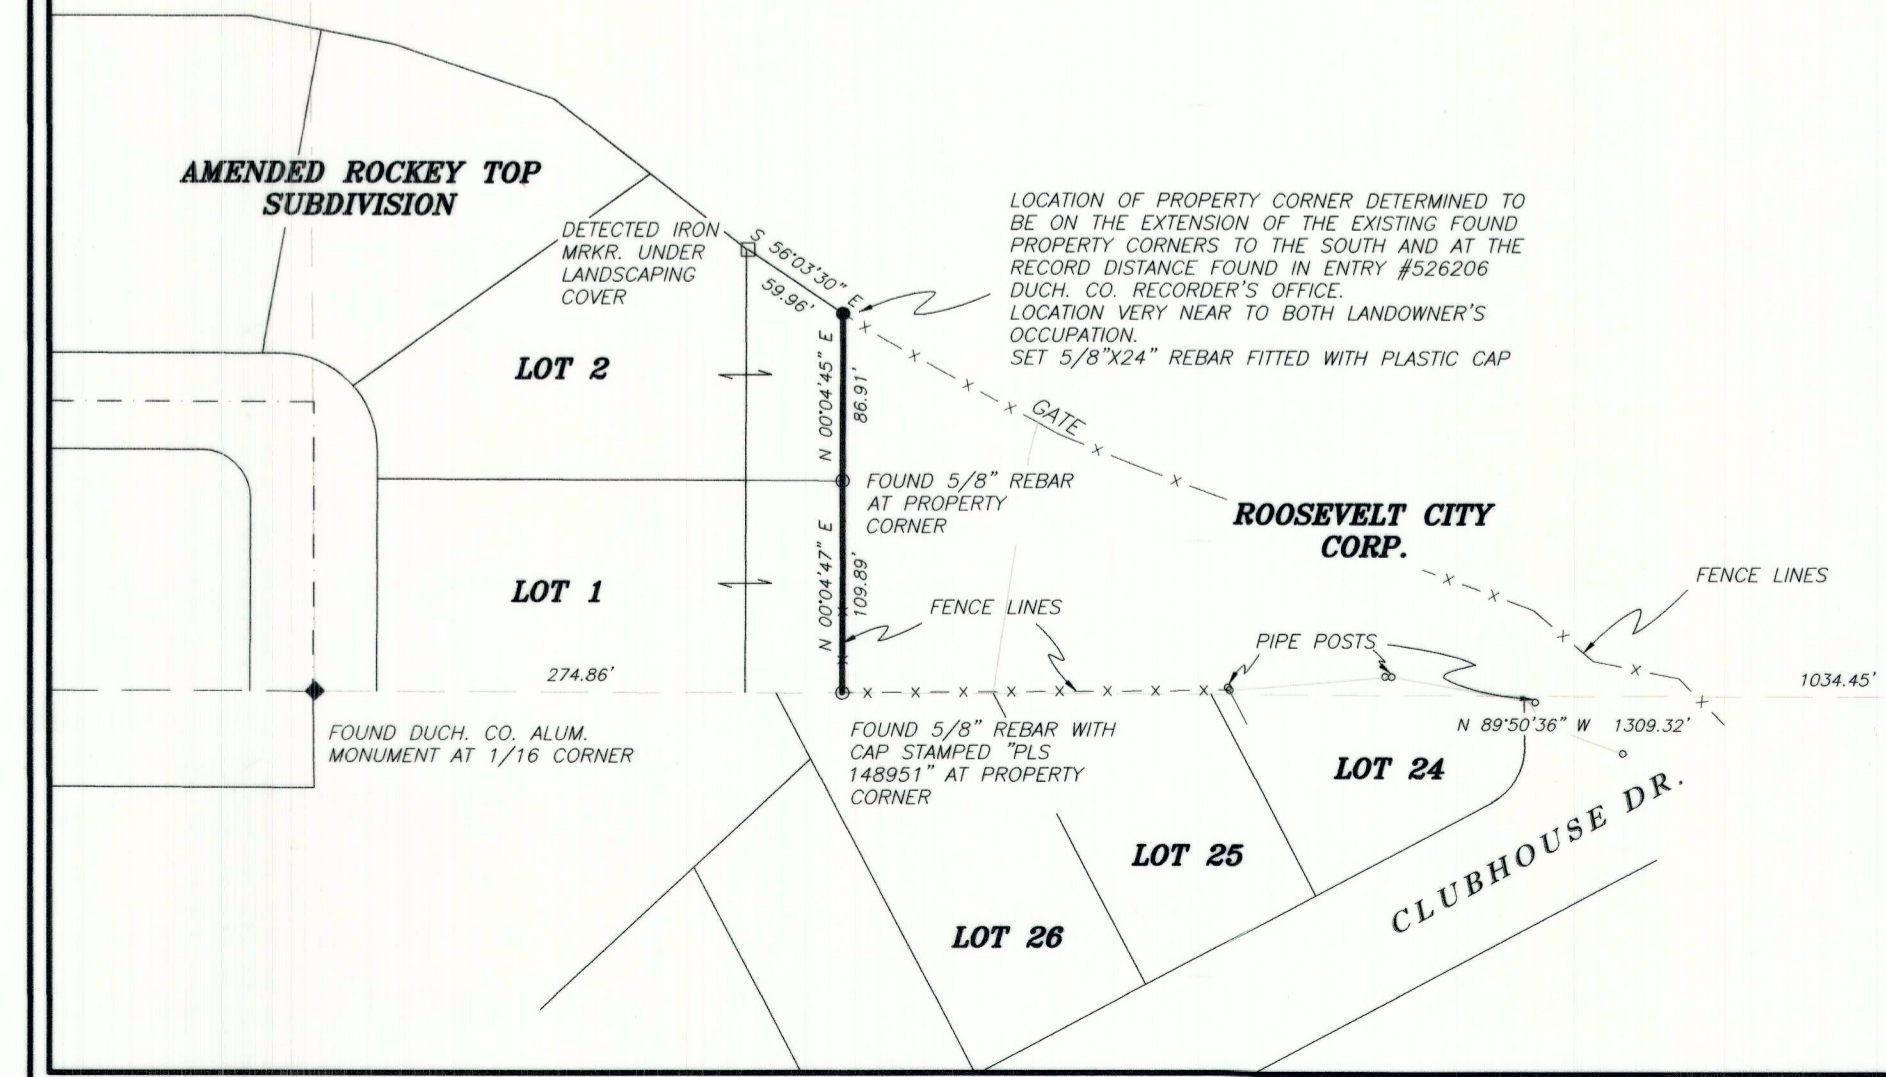 AMENDED ROCKEY TOP
SUBDIVISION
DETECTED IRON
MRKR. UNDER
LANDSCAPING
COVER
S 56°03'30" E
59.96'
LOCATION OF PROPERTY CORNER DETERMINED TO
BE ON THE EXTENSION OF THE EXISTING FOUND
PROPERTY CORNERS TO THE SOUTH AND AT THE
RECORD DISTANCE FOUND IN ENTRY #526206
DUCH. CO. RECORDER'S OFFICE.
LOCATION VERY NEAR TO BOTH LANDOWNER'S
OCCUPATION.
SET 5/8"X24" REBAR FITTED WITH PLASTIC CAP
LOT 2
N 00°04'45" E
86.91'
GATE
FOUND 5/8" REBAR
AT PROPERTY
CORNER
ROOSEVELT CITY
CORP.
LOT 1
N 00°04'47" E
109.89'
FENCE LINES
FENCE LINES
PIPE POSTS
274.86'
1034.45'
FOUND DUCH. CO. ALUM.
MONUMENT AT 1/16 CORNER
FOUND 5/8" REBAR WITH
CAP STAMPED "PLS
148951" AT PROPERTY
CORNER
N 89°50'36" W 1309.32'
LOT 24
LOT 25
LOT 26
CLUBHOUSE DR.